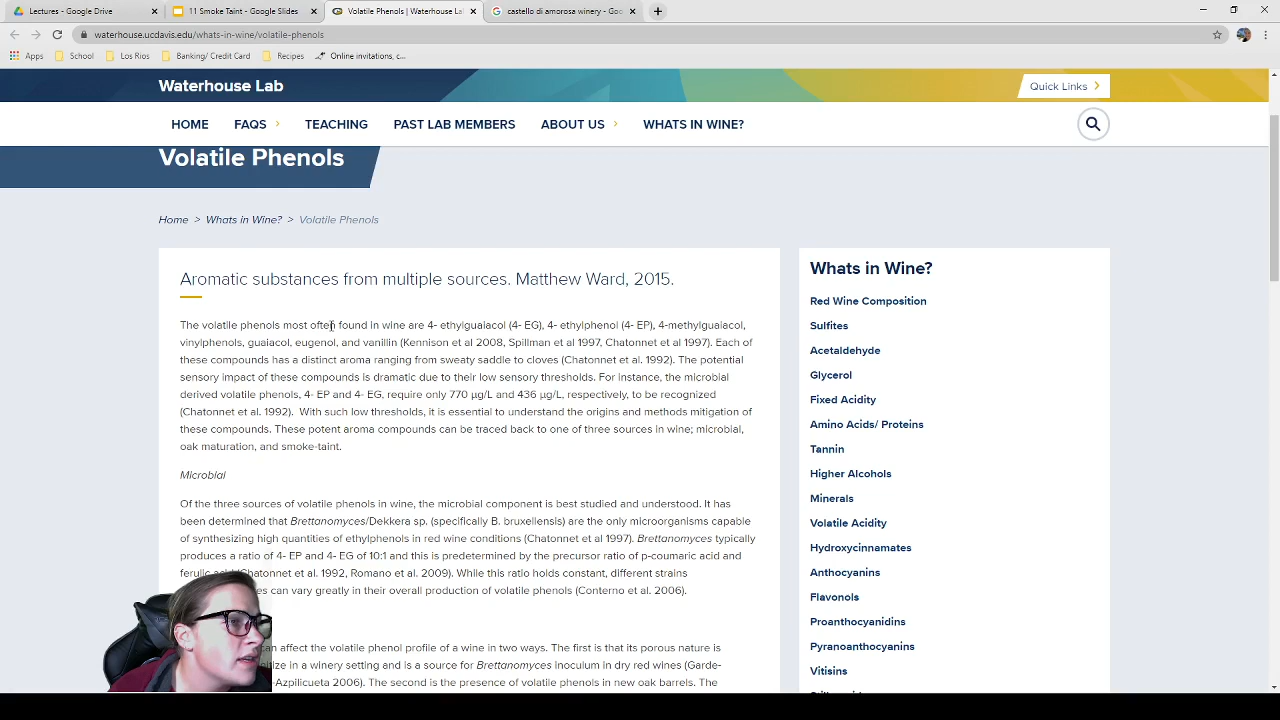 Lectures - Google Drive
11 Smoke Taint - Google Slides
Volatile Phenols | Waterhouse La
castello di amorosa winery - Goo
waterhouse.ucdavis.edu/whats-in-wine/volatile-phenols
Apps School Los Rios Banking/ Credit Card Recipes Online invitations, c...
Waterhouse Lab
Quick Links
HOME FAQS TEACHING PAST LAB MEMBERS ABOUT US WHATS IN WINE?
Volatile Phenols
Home > Whats in Wine? > Volatile Phenols
Aromatic substances from multiple sources. Matthew Ward, 2015.
The volatile phenols most often found in wine are 4- ethylguaiacol (4- EG), 4- ethylphenol (4- EP), 4-methylguaiacol,
vinylphenols, guaiacol, eugenol, and vanillin (Kennison et al 2008, Spillman et al 1997, Chatonnet et al 1997). Each of
these compounds has a distinct aroma ranging from sweaty saddle to cloves (Chatonnet et al. 1992). The potential
sensory impact of these compounds is dramatic due to their low sensory thresholds. For instance, the microbial
derived volatile phenols, 4- EP and 4- EG, require only 770 µg/L and 436 µg/L, respectively, to be recognized
(Chatonnet et al. 1992). With such low thresholds, it is essential to understand the origins and methods mitigation of
these compounds. These potent aroma compounds can be traced back to one of three sources in wine; microbial,
oak maturation, and smoke-taint.
Microbial
Of the three sources of volatile phenols in wine, the microbial component is best studied and understood. It has
been determined that Brettanomyces/Dekkera sp. (specifically B. bruxellensis) are the only microorganisms capable
of synthesizing high quantities of ethylphenols in red wine conditions (Chatonnet et al 1997). Brettanomyces typically
produces a ratio of 4- EP and 4- EG of 10:1 and this is predetermined by the precursor ratio of p-coumaric acid and
ferulic acid (Chatonnet et al. 1992, Romano et al. 2009). While this ratio holds constant, different strains
can vary greatly in their overall production of volatile phenols (Conterno et al. 2006).
can affect the volatile phenol profile of a wine in two ways. The first is that its porous nature is
in a winery setting and is a source for Brettanomyces inoculum in dry red wines (Garde-
Azpilicueta 2006). The second is the presence of volatile phenols in new oak barrels. The
Whats in Wine?
Red Wine Composition
Sulfites
Acetaldehyde
Glycerol
Fixed Acidity
Amino Acids/ Proteins
Tannin
Higher Alcohols
Minerals
Volatile Acidity
Hydroxycinnamates
Anthocyanins
Flavonols
Proanthocyanidins
Pyranoanthocyanins
Vitisins